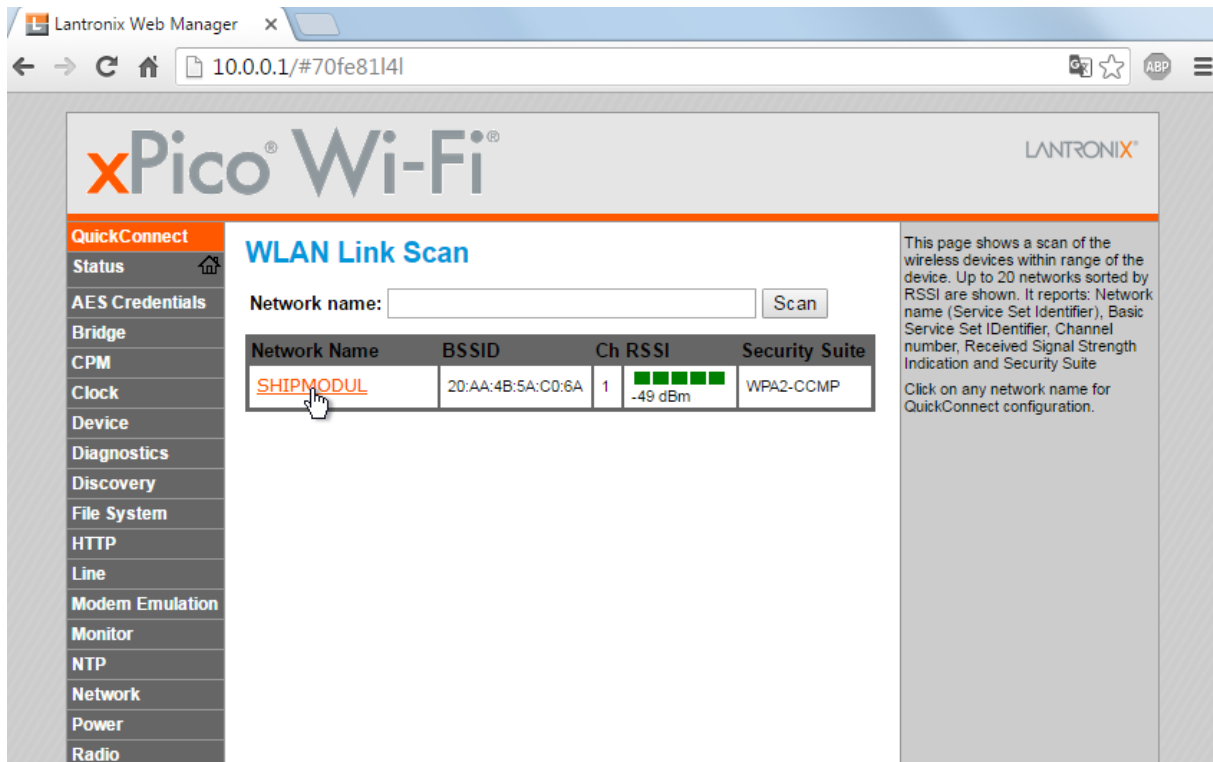 Lantronix Web Manager
10.0.0.1/#70fe81l4l
ABP
xPico® Wi-Fi®
LANTRONIX®
QuickConnect
Status
AES Credentials
Bridge
CPM
Clock
Device
Diagnostics
Discovery
File System
HTTP
Line
Modem Emulation
Monitor
NTP
Network
Power
Radio
WLAN Link Scan
Network name: Scan
Network Name BSSID Ch RSSI Security Suite
SHIPMODUL 20:AA:4B:5A:C0:6A 1 -49 dBm WPA2-CCMP
This page shows a scan of the
wireless devices within range of the
device. Up to 20 networks sorted by
RSSI are shown. It reports: Network
name (Service Set Identifier), Basic
Service Set IDentifier, Channel
number, Received Signal Strength
Indication and Security Suite
Click on any network name for
QuickConnect configuration.